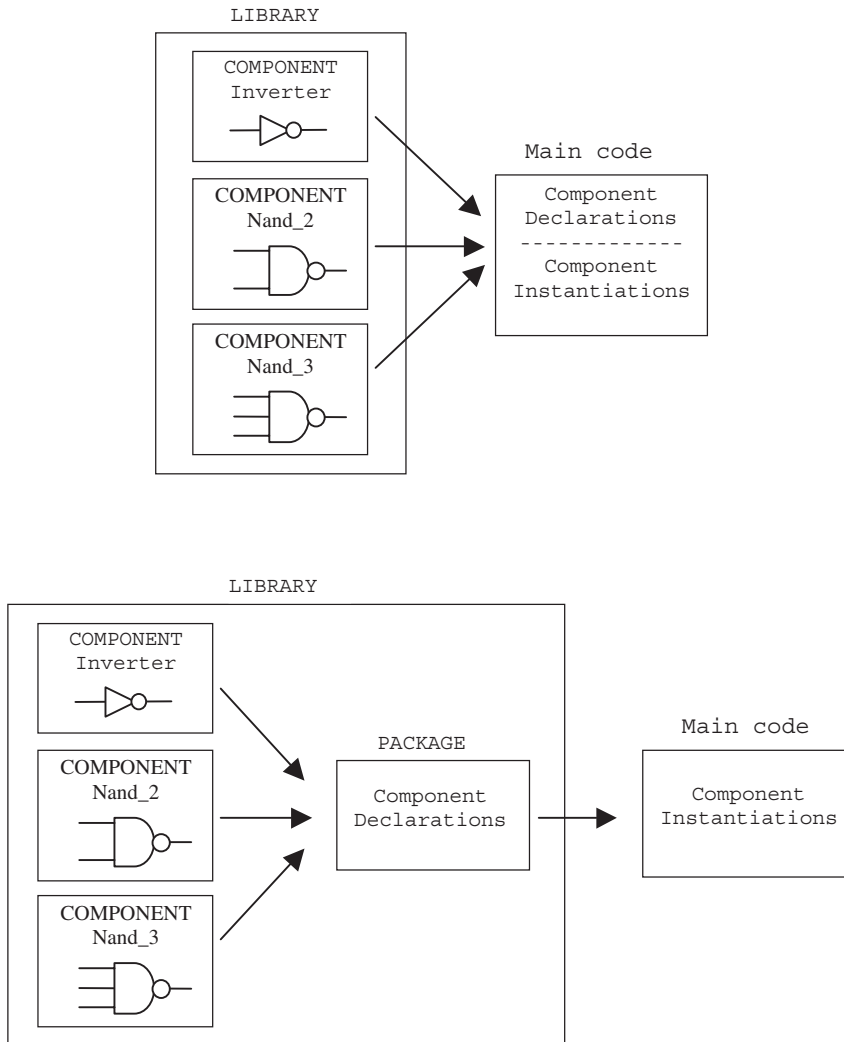 LIBRARY
COMPONENT
Inverter
COMPONENT
Nand_2
COMPONENT
Nand_3
Main code
Component
Declarations
-------------
Component
Instantiations
LIBRARY
COMPONENT
Inverter
COMPONENT
Nand_2
COMPONENT
Nand_3
PACKAGE
Component
Declarations
Main code
Component
Instantiations